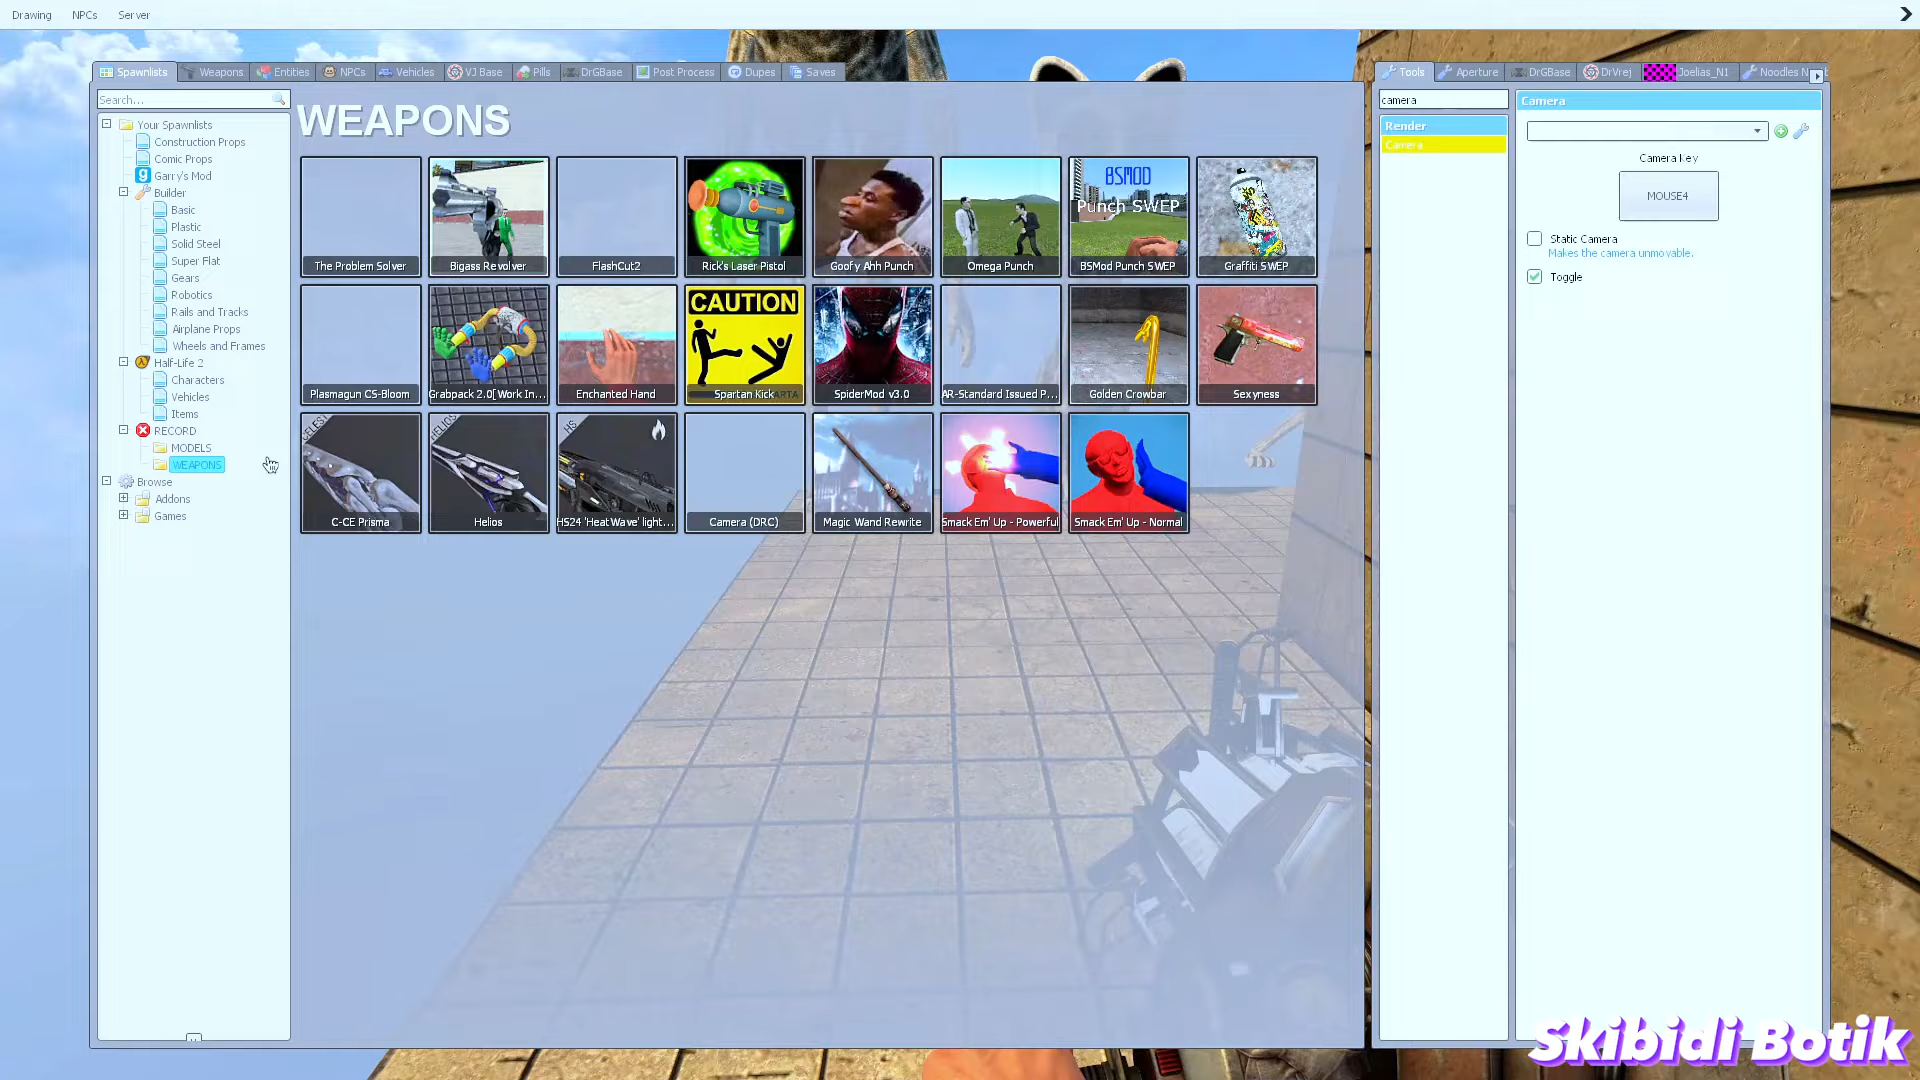 Drawing NPCs Server
Spawnlists Weapons Entities NPCs Vehicles VJ Base Pills DrGBase Post Process Dupes Saves
Tools Aperture DrGBase DrVrej Joelias_N1
Search...
WEAPONS
Your Spawnlists
Construction Props
Comic Props
Garry's Mod
Builder
Basic
Plastic
Solid Steel
Super Flat
Gears
Robotics
Rails and Tracks
Airplane Props
Wheels and Frames
Half-Life 2
Characters
Vehicles
Items
RECORD
MODELS
WEAPONS
Browse
Addons
Games
BSMOD
Punch SWEP
The Problem Solver Bigass Revolver FlashCut2 Rick's Laser Pistol Goofy Ahh Punch Omega Punch BSMod Punch SWEP Graffiti SWEP
CAUTION
Plasmagun CS-Bloom Grabpack 2.0[Work In... Enchanted Hand Spartan Kick SpiderMod v3.0 AR-Standard Issued P... Golden Crowbar Sexyness
HELIOS HS
C-CE Prisma Helios HS24 'HeatWave' light... Camera (DRC) Magic Wand Rewrite Smack Em' Up - Powerful Smack Em' Up - Normal
camera
Render
Camera
Camera
Camera Key
MOUSE4
Static Camera
Makes the camera unmovable.
Toggle
Skibidi Botik